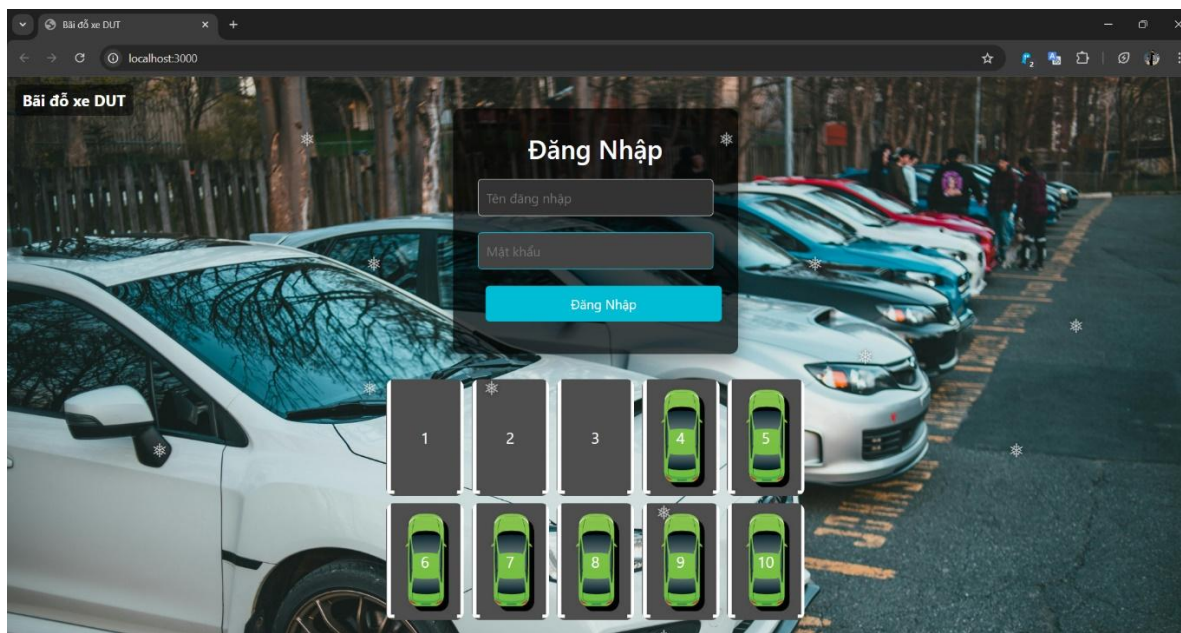 Bãi đỗ xe DUT
localhost:3000
2
Bãi đỗ xe DUT
Đăng Nhập
Tên đăng nhập
Mật khẩu
Đăng Nhập
1 2 3 4 5
6 7 8 9 10